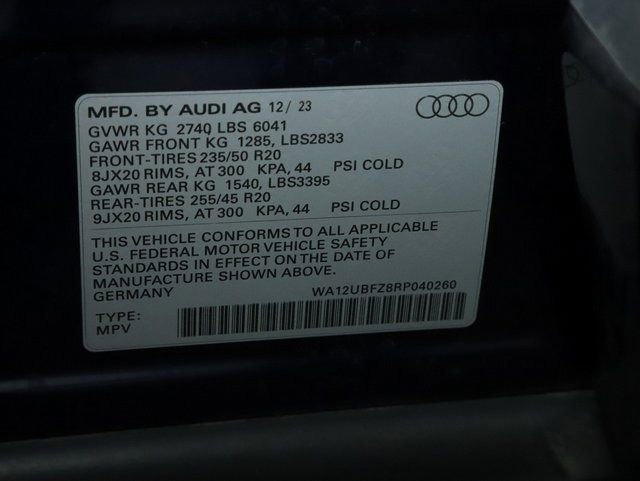 MFD. BY AUDI AG 12/ 23
GVWR KG 2740 LBS 6041
GAWR FRONT KG 1285, LBS2833
FRONT-TIRES 235/50 R20
8JX20 RIMS, AT 300 KPA, 44 PSI COLD
GAWR REAR KG 1540, LBS3395
REAR-TIRES 255/45 R20
9JX20 RIMS, AT 300 KPA, 44 PSI COLD
THIS VEHICLE CONFORMS TO ALL APPLICABLE
U.S. FEDERAL MOTOR VEHICLE SAFETY
STANDARDS IN EFFECT ON THE DATE OF
MANUFACTURE SHOWN ABOVE.
GERMANY WA12UBFZ8RP040260
TYPE:
MPV